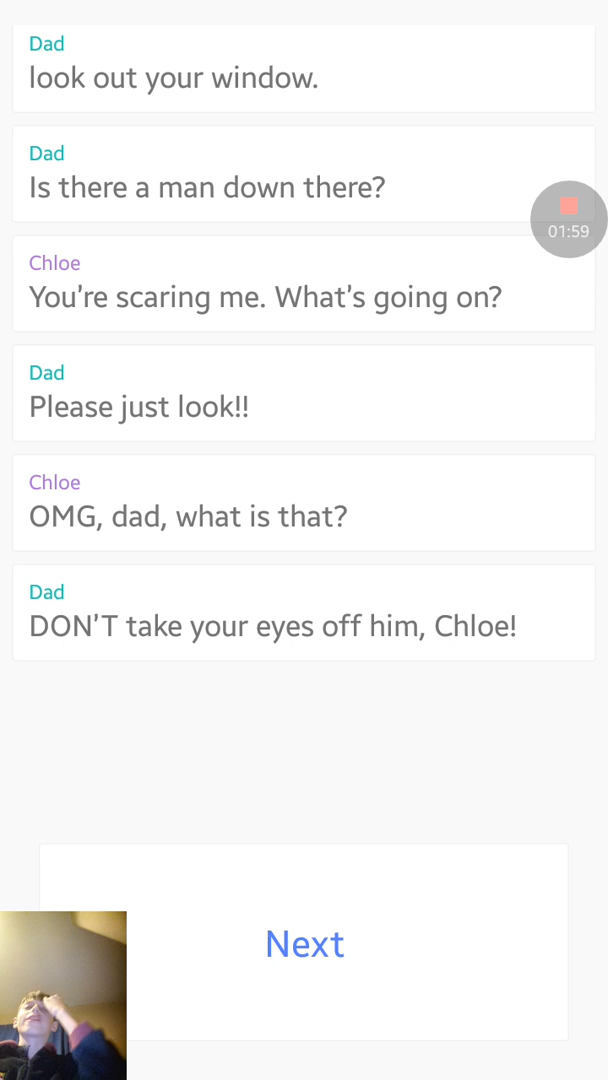 Dad
look out your window.
Dad
Is there a man down there?
01:59
Chloe
You're scaring me. What's going on?
Dad
Please just look!!
Chloe
OMG, dad, what is that?
Dad
DON'T take your eyes off him, Chloe!
Next